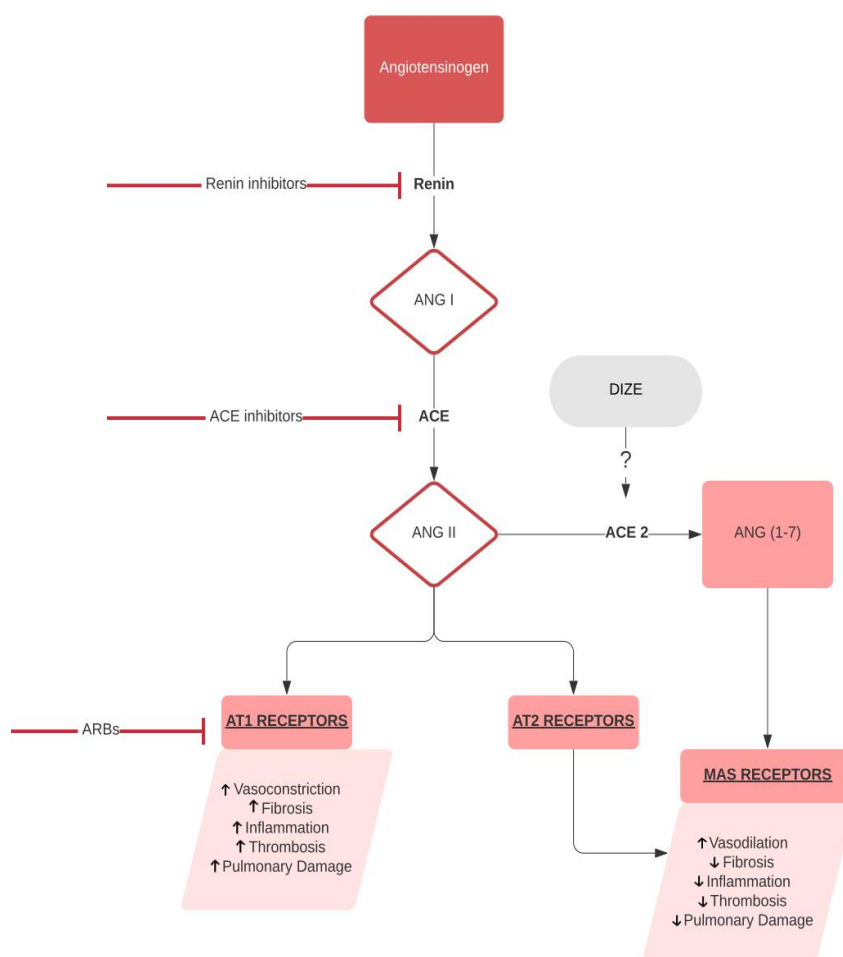 Angiotensinogen
Renin inhibitors
Renin
ANG I
DIZE
ACE inhibitors
ACE
?
ANG II
ACE 2
ANG (1-7)
AT1 RECEPTORS
AT2 RECEPTORS
ARBs
MAS RECEPTORS
↑ Vasoconstriction
↑ Fibrosis
↑ Inflammation
↑ Thrombosis
↑ Pulmonary Damage
↑ Vasodilation
↓ Fibrosis
↓ Inflammation
↓ Thrombosis
↓ Pulmonary Damage